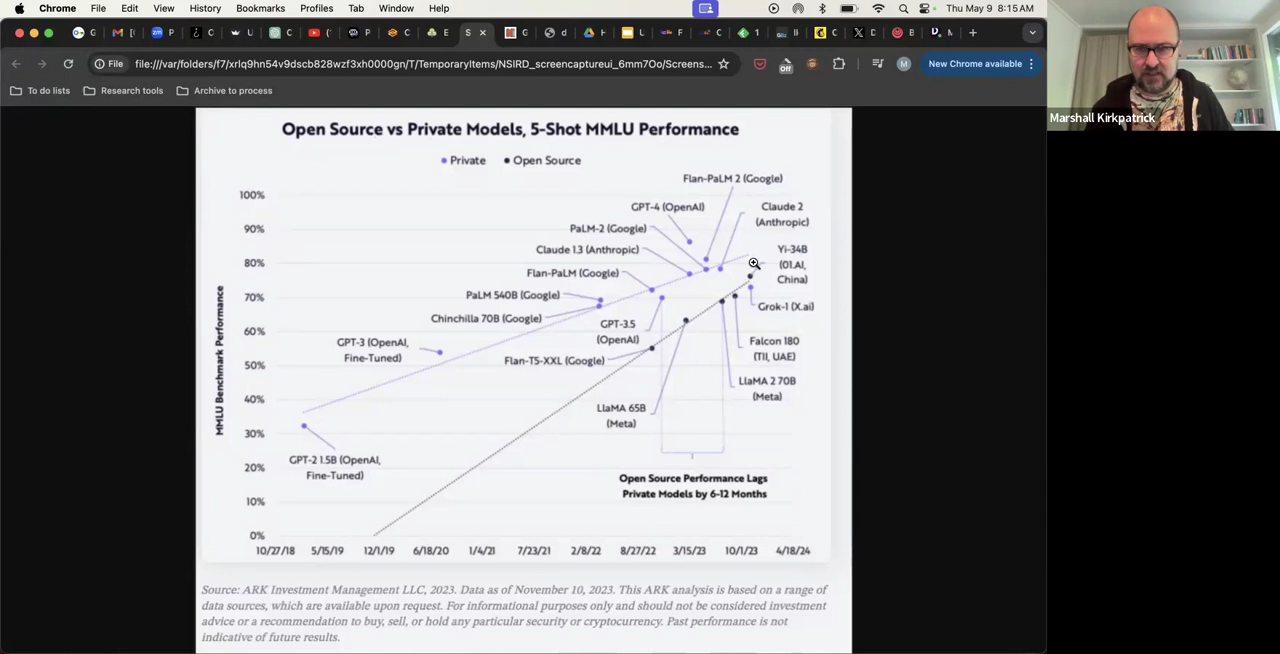 Chrome File Edit View History Bookmarks Profiles Tab Window Help Thu May 9 8:15 AM
File file:///var/folders/f7/xrlq9hn54v9dscb828wzf3xh0000gn/T/TemporaryItems/NSIRD_screencaptureui_6mm7Oo/Screens... Off M New Chrome available
To do lists Research tools Archive to process
Marshall Kirkpatrick
Open Source vs Private Models, 5-Shot MMLU Performance
Private Open Source
MMLU Benchmark Performance
100%
90%
80%
70%
60%
50%
40%
30%
20%
10%
0%
Flan-PaLM 2 (Google)
GPT-4 (OpenAI)
Claude 2
(Anthropic)
PaLM-2 (Google)
Claude 1.3 (Anthropic)
Yi-34B
(01.AI,
China)
Flan-PaLM (Google)
PaLM 540B (Google)
Grok-1 (X.ai)
Chinchilla 70B (Google)
GPT-3.5
(OpenAI)
GPT-3 (OpenAI,
Fine-Tuned)
Falcon 180
(TII, UAE)
Flan-T5-XXL (Google)
LlaMA 2 70B
(Meta)
LlaMA 65B
(Meta)
GPT-2 1.5B (OpenAI,
Fine-Tuned)
Open Source Performance Lags
Private Models by 6-12 Months
10/27/18 5/15/19 12/1/19 6/18/20 1/4/21 7/23/21 2/8/22 8/27/22 3/15/23 10/1/23 4/18/24
Source: ARK Investment Management LLC, 2023. Data as of November 10, 2023. This ARK analysis is based on a range of
data sources, which are available upon request. For informational purposes only and should not be considered investment
advice or a recommendation to buy, sell, or hold any particular security or cryptocurrency. Past performance is not
indicative of future results.